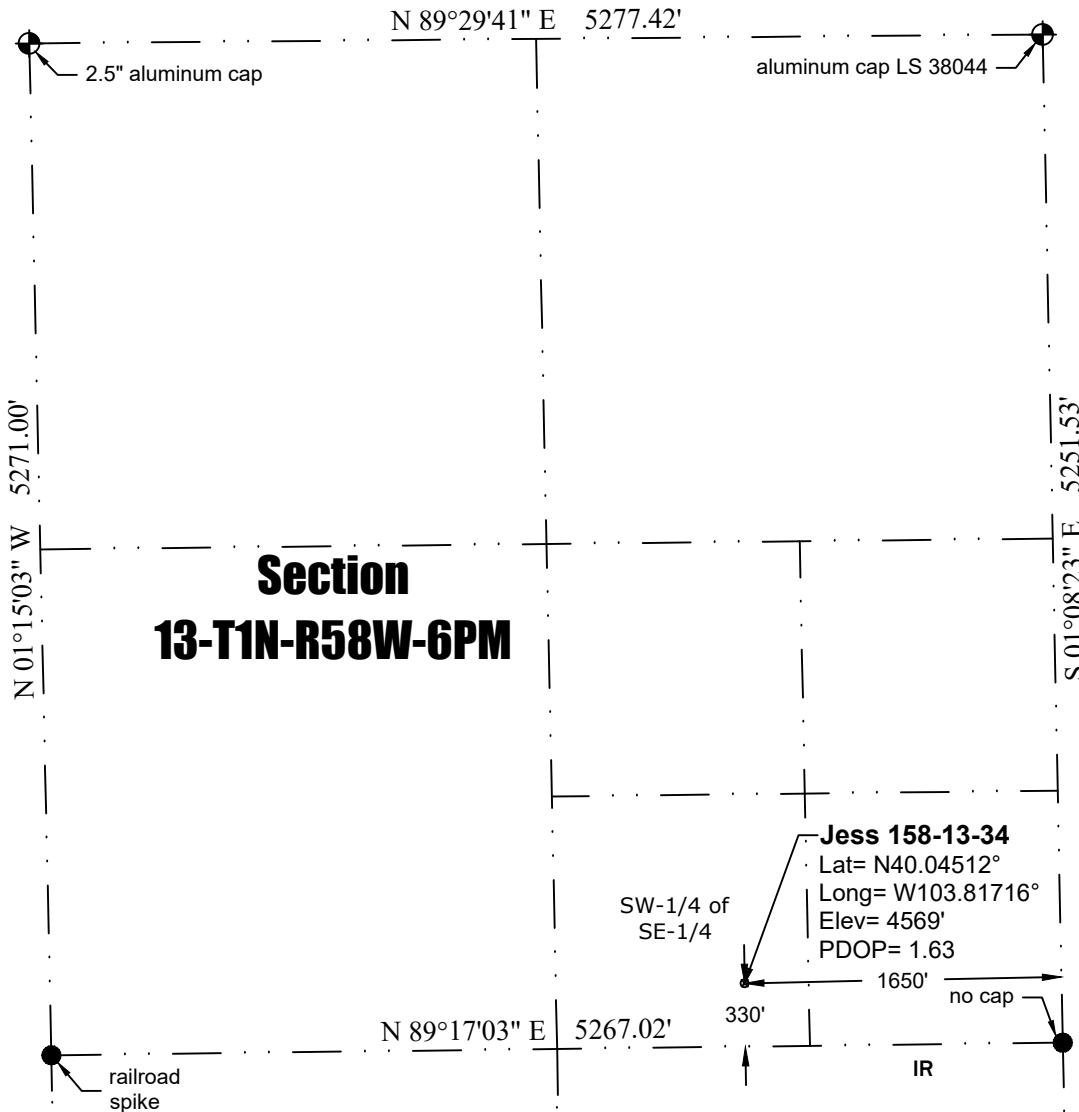 N 89°29'41" E 5277.42'
2.5" aluminum cap
aluminum cap LS 38044
N 01°15'03" W 5271.00'
S 01°08'23" E 5251.53'
Section
13-T1N-R58W-6PM
Jess 158-13-34
Lat= N40.04512°
Long= W103.81716°
Elev= 4569'
PDOP= 1.63
SW-1/4 of
SE-1/4
1650'
no cap
330'
N 89°17'03" E 5267.02'
IR
railroad
spike